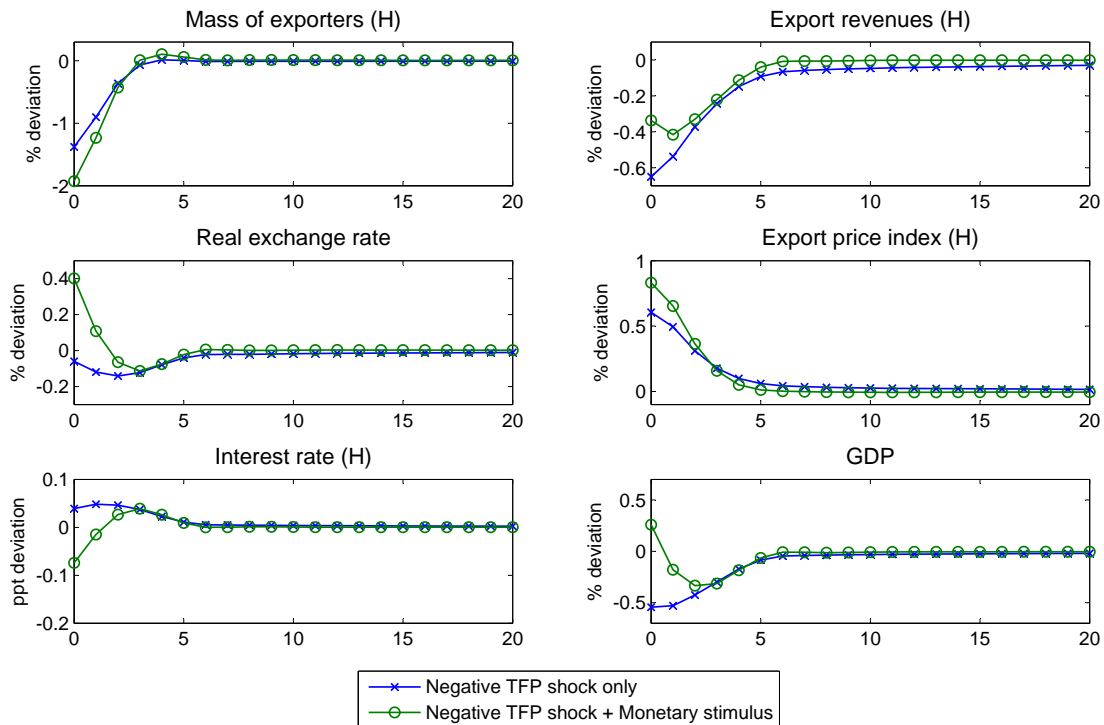 Mass of exporters (H)
% deviation
0
-1
-2
0 5 10 15 20
Export revenues (H)
% deviation
0
-0.2
-0.4
-0.6
0 5 10 15 20
Real exchange rate
% deviation
0.4
0.2
0
-0.2
0 5 10 15 20
Export price index (H)
% deviation
1
0.5
0
0 5 10 15 20
Interest rate (H)
ppt deviation
0.1
0
-0.1
-0.2
0 5 10 15 20
GDP
% deviation
0.5
0
-0.5
0 5 10 15 20
Negative TFP shock only
Negative TFP shock + Monetary stimulus